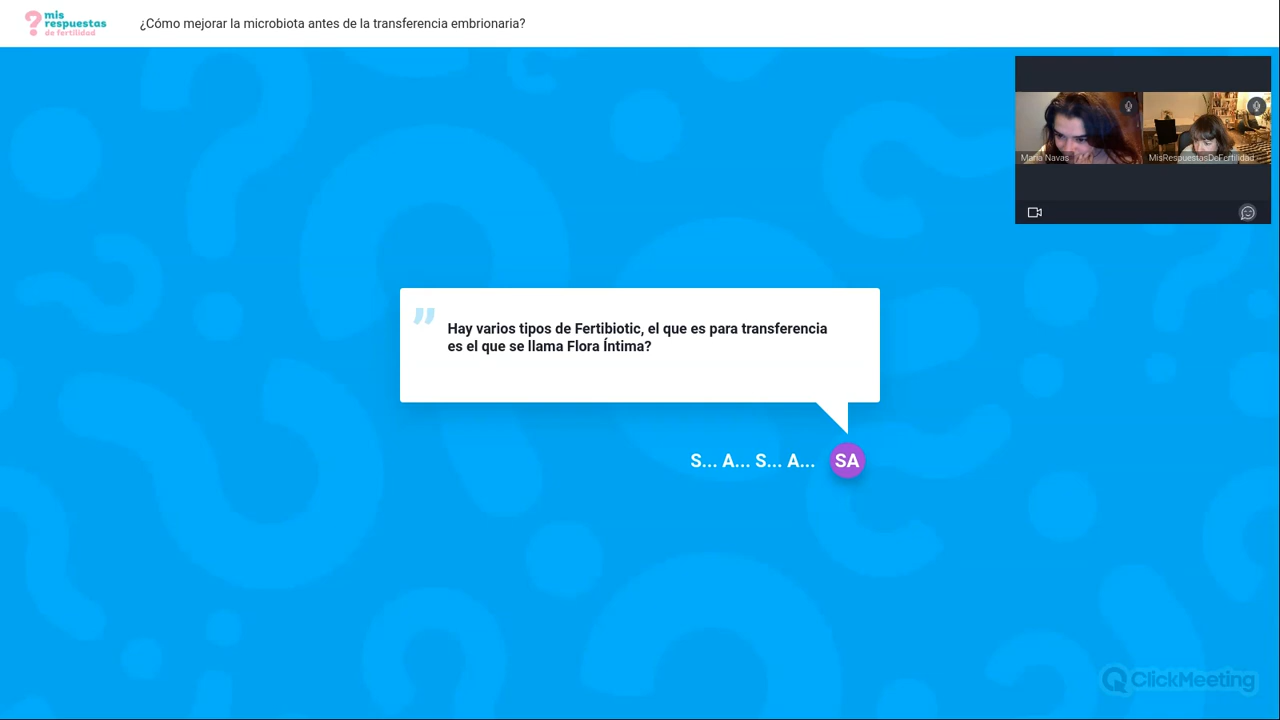 mis
respuestas
de fertilidad
¿Cómo mejorar la microbiota antes de la transferencia embrionaria?
María Navas
MisRespuestasDeFertilidad
Hay varios tipos de Fertibiotic, el que es para transferencia
es el que se llama Flora Íntima?
S... A... S... A...
SA
ClickMeeting